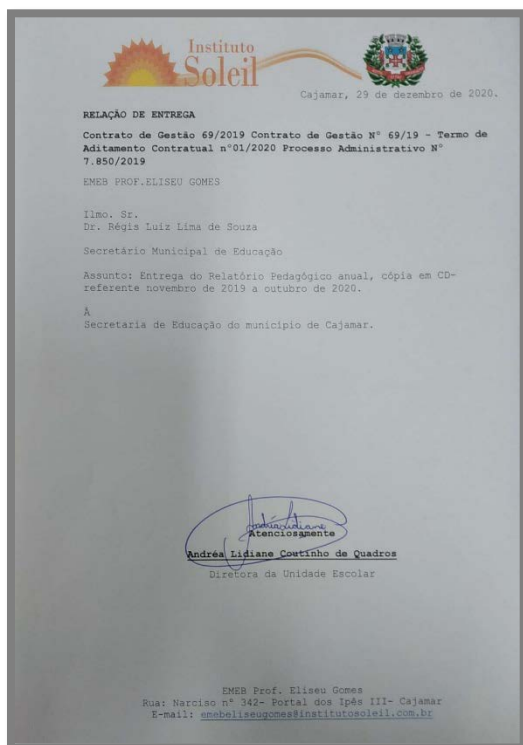 Instituto
Soleil
Cajamar, 29 de dezembro de 2020.
RELAÇÃO DE ENTREGA
Contrato de Gestão 69/2019 Contrato de Gestão N° 69/19 - Termo de
Aditamento Contratual n°01/2020 Processo Administrativo N°
7.850/2019
EMEB PROF.ELISEU GOMES
Ilmo. Sr.
Dr. Régis Luíz Lima de Souza
Secretário Municipal de Educação
Assunto: Entrega do Relatório Pedagógico anual, cópia em CD-
referente novembro de 2019 a outubro de 2020.
À
Secretaria de Educação do município de Cajamar.
Atenciosamente
Andréa Lidiane Coutinho de Quadros
Diretora da Unidade Escolar
EMEB Prof. Eliseu Gomes
Rua: Narciso n° 342- Portal dos Ipês III- Cajamar
E-mail: emebeliseugomes@institutosoleil.com.br